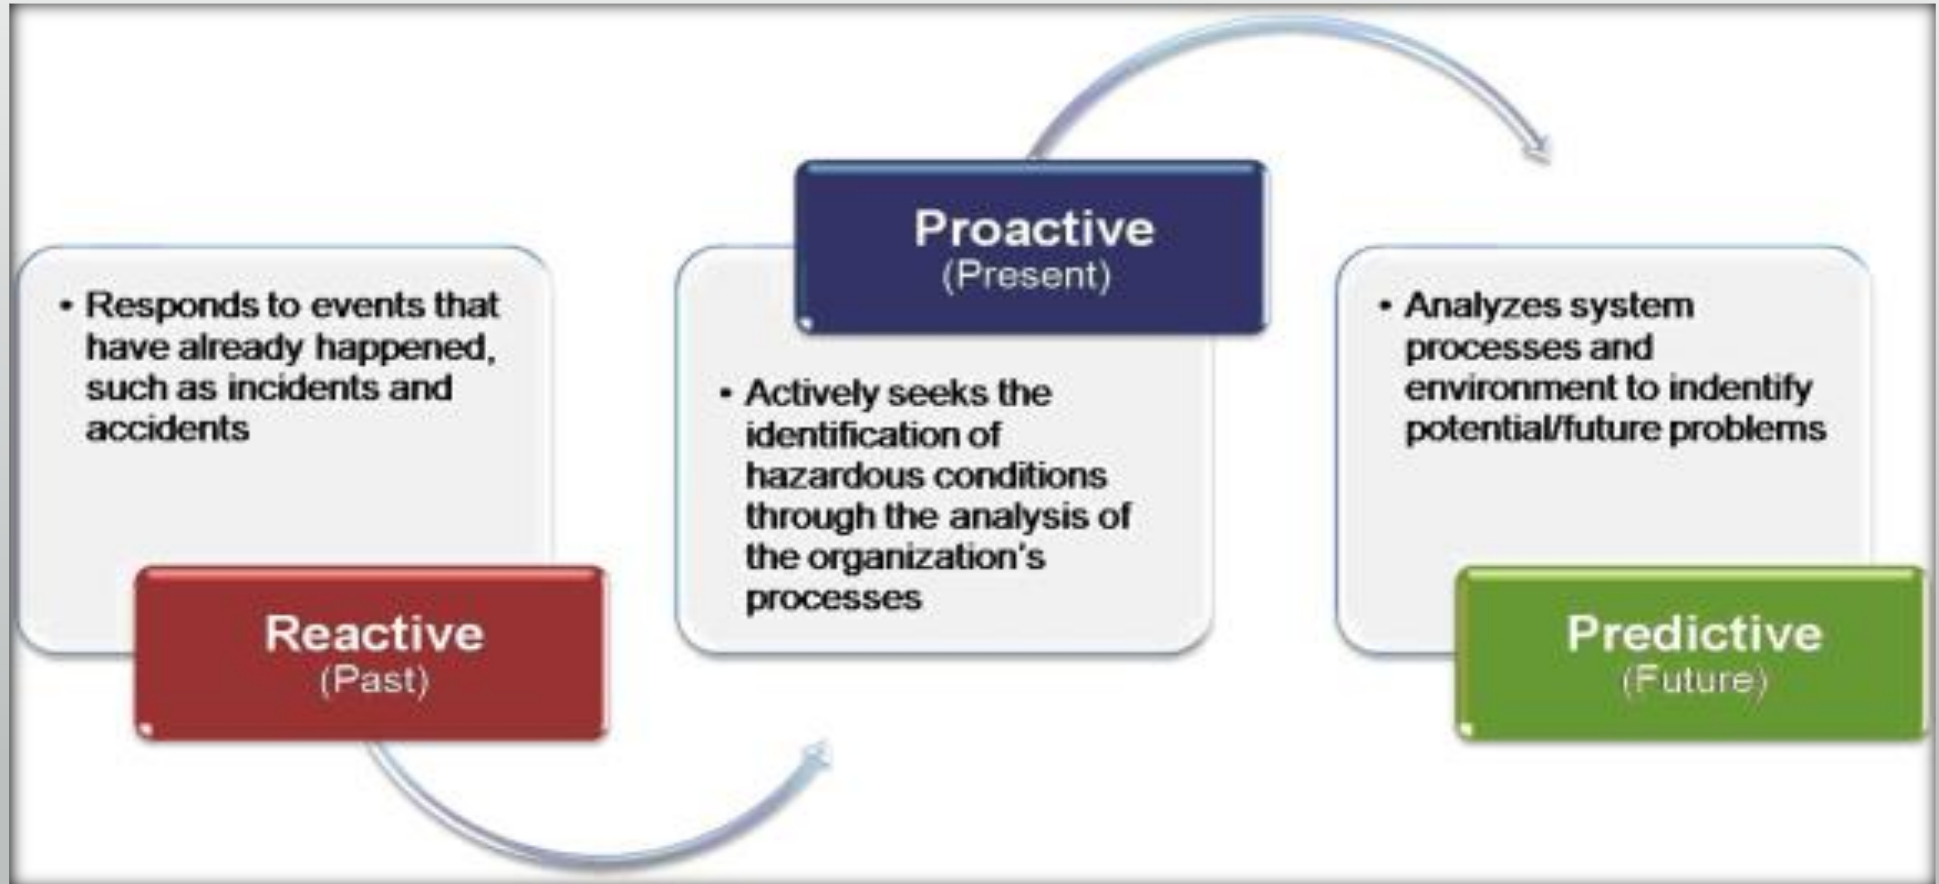 • Responds to events that
have already happened,
such as incidents and
accidents
Reactive
(Past)
Proactive
(Present)
• Actively seeks the
identification of
hazardous conditions
through the analysis of
the organization's
processes
• Analyzes system
processes and
environment to indentify
potential/future problems
Predictive
(Future)